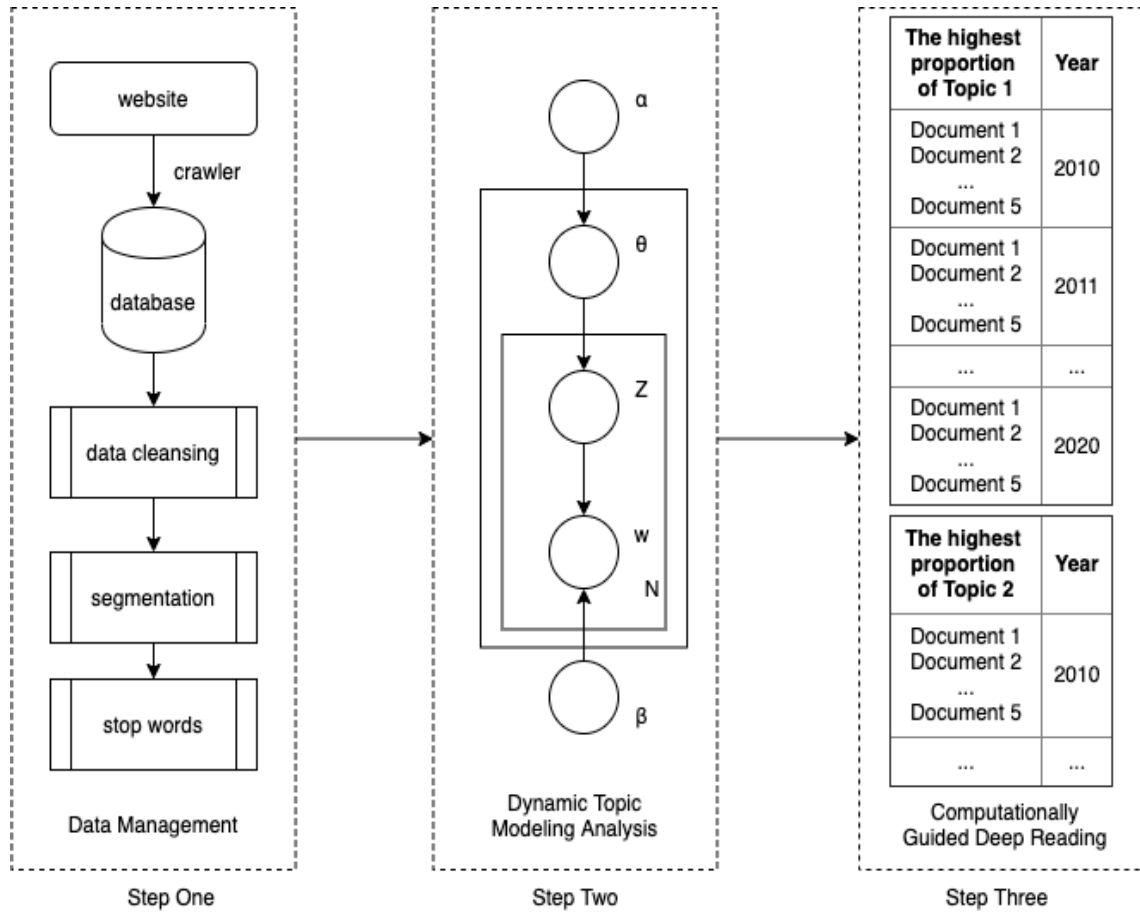 website
crawler
database
data cleansing
segmentation
stop words
Data Management
Step One
α
θ
Z
w
N
β
Dynamic Topic
Modeling Analysis
Step Two
The highest
proportion
of Topic 1
Year
Document 1
Document 2
...
Document 5
2010
Document 1
Document 2
...
Document 5
2011
...
...
Document 1
Document 2
...
Document 5
2020
The highest
proportion
of Topic 2
Year
Document 1
Document 2
...
Document 5
2010
...
...
Computationally
Guided Deep Reading
Step Three